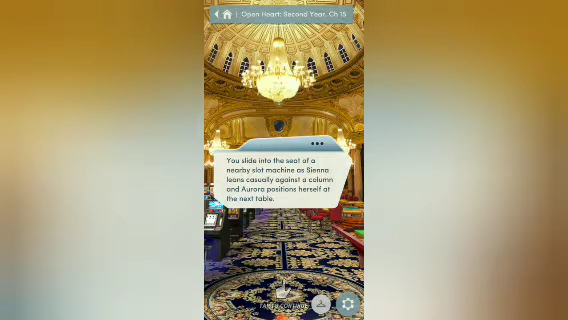 Open Heart: Second Year, Ch 15
You slide into the seat of a
nearby slot machine as Sienna
leans casually against a column
and Aurora positions herself at
the next table.
TAP TO CONTINUE